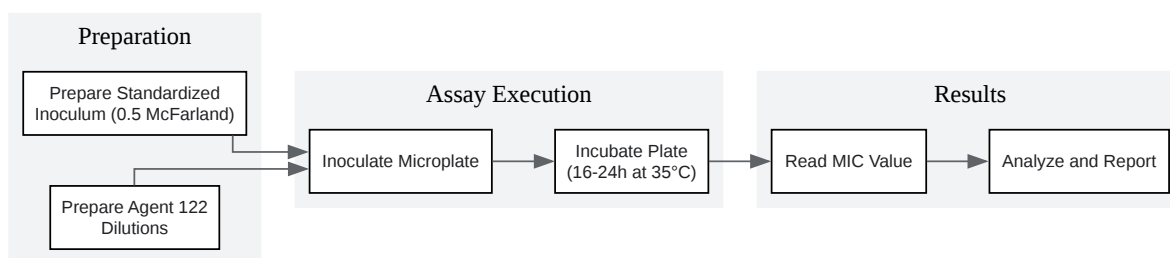 Preparation
Prepare Standardized
Inoculum (0.5 McFarland)
Prepare Agent 122
Dilutions
Assay Execution
Inoculate Microplate
Incubate Plate
(16-24h at 35°C)
Results
Read MIC Value
Analyze and Report